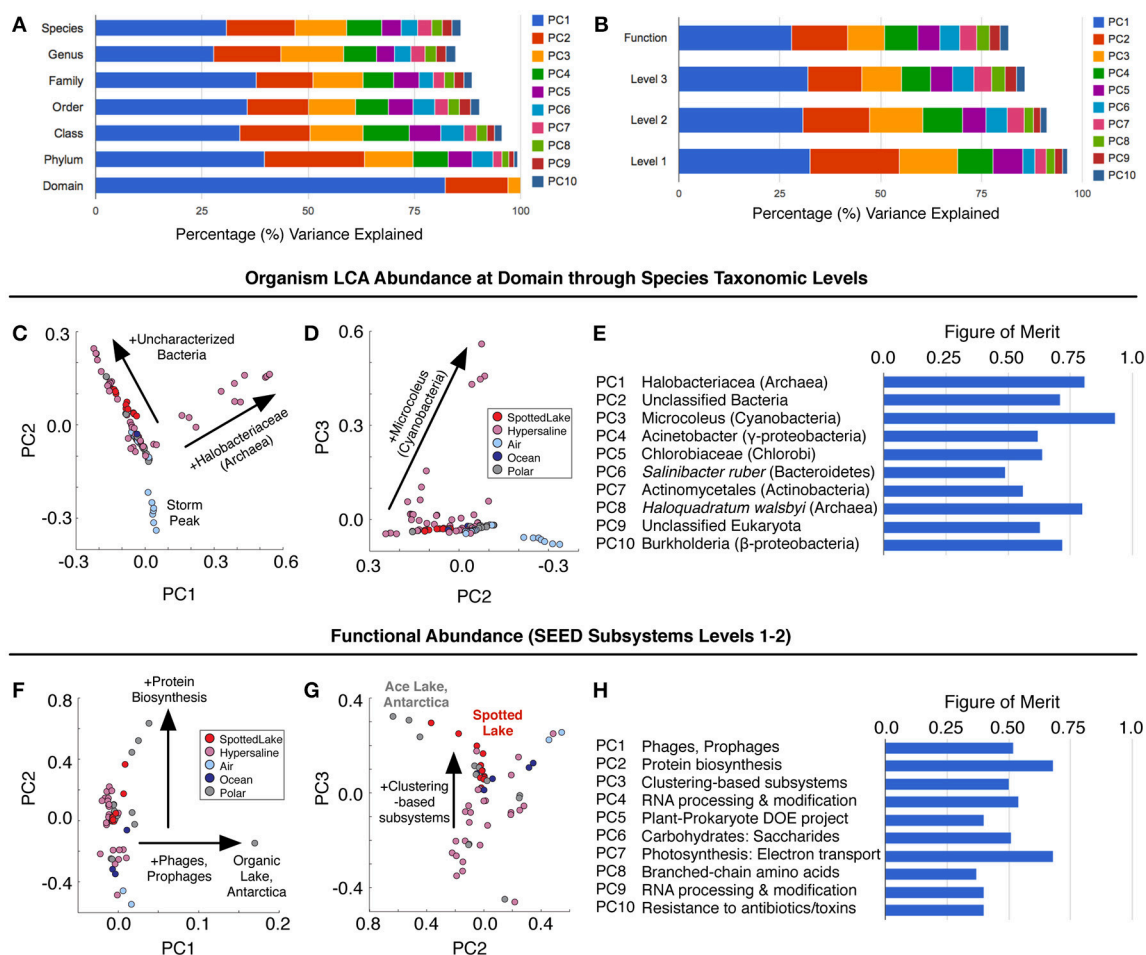 A
Species
Genus
Family
Order
Class
Phylum
Domain
0
25
50
75
100
Percentage (%) Variance Explained
PC1
PC2
PC3
PC4
PC5
PC6
PC7
PC8
PC9
PC10
B
Function
Level 3
Level 2
Level 1
0
25
50
75
100
Percentage (%) Variance Explained
PC1
PC2
PC3
PC4
PC5
PC6
PC7
PC8
PC9
PC10
Organism LCA Abundance at Domain through Species Taxonomic Levels
C
0.3
0.0
-0.3
PC2
+Uncharacterized
Bacteria
+Halobacteriaceae
(Archaea)
Storm
Peak
-0.3
0.0
0.3
0.6
PC1
D
0.6
0.3
0.0
PC3
+Microcoleus
(Cyanobacteria)
SpottedLake
Hypersaline
Air
Ocean
Polar
0.3
0.0
-0.3
PC2
E
Figure of Merit
0.0
0.50
0.75
1.0
PC1 Halobacteriacea (Archaea)
PC2 Unclassified Bacteria
PC3 Microcoleus (Cyanobacteria)
PC4 Acinetobacter (γ-proteobacteria)
PC5 Chlorobiaceae (Chlorobi)
PC6 Salinibacter ruber (Bacteroidetes)
PC7 Actinomycetales (Actinobacteria)
PC8 Haloquadratum walsbyi (Archaea)
PC9 Unclassified Eukaryota
PC10 Burkholderia (β-proteobacteria)
Functional Abundance (SEED Subsystems Levels 1-2)
F
0.8
0.4
0.0
-0.4
PC2
+Protein
Biosynthesis
SpottedLake
Hypersaline
Air
Ocean
Polar
+Phages,
Prophages
Organic
Lake,
Antarctica
0.0
0.1
0.2
PC1
G
0.4
0.0
-0.4
PC3
Ace Lake,
Antarctica
Spotted
Lake
+Clustering
-based
subsystems
0.4
0.0
0.4
PC2
H
Figure of Merit
0.0
0.50
0.75
1.0
PC1 Phages, Prophages
PC2 Protein biosynthesis
PC3 Clustering-based subsystems
PC4 RNA processing & modification
PC5 Plant-Prokaryote DOE project
PC6 Carbohydrates: Saccharides
PC7 Photosynthesis: Electron transport
PC8 Branched-chain amino acids
PC9 RNA processing & modification
PC10 Resistance to antibiotics/toxins